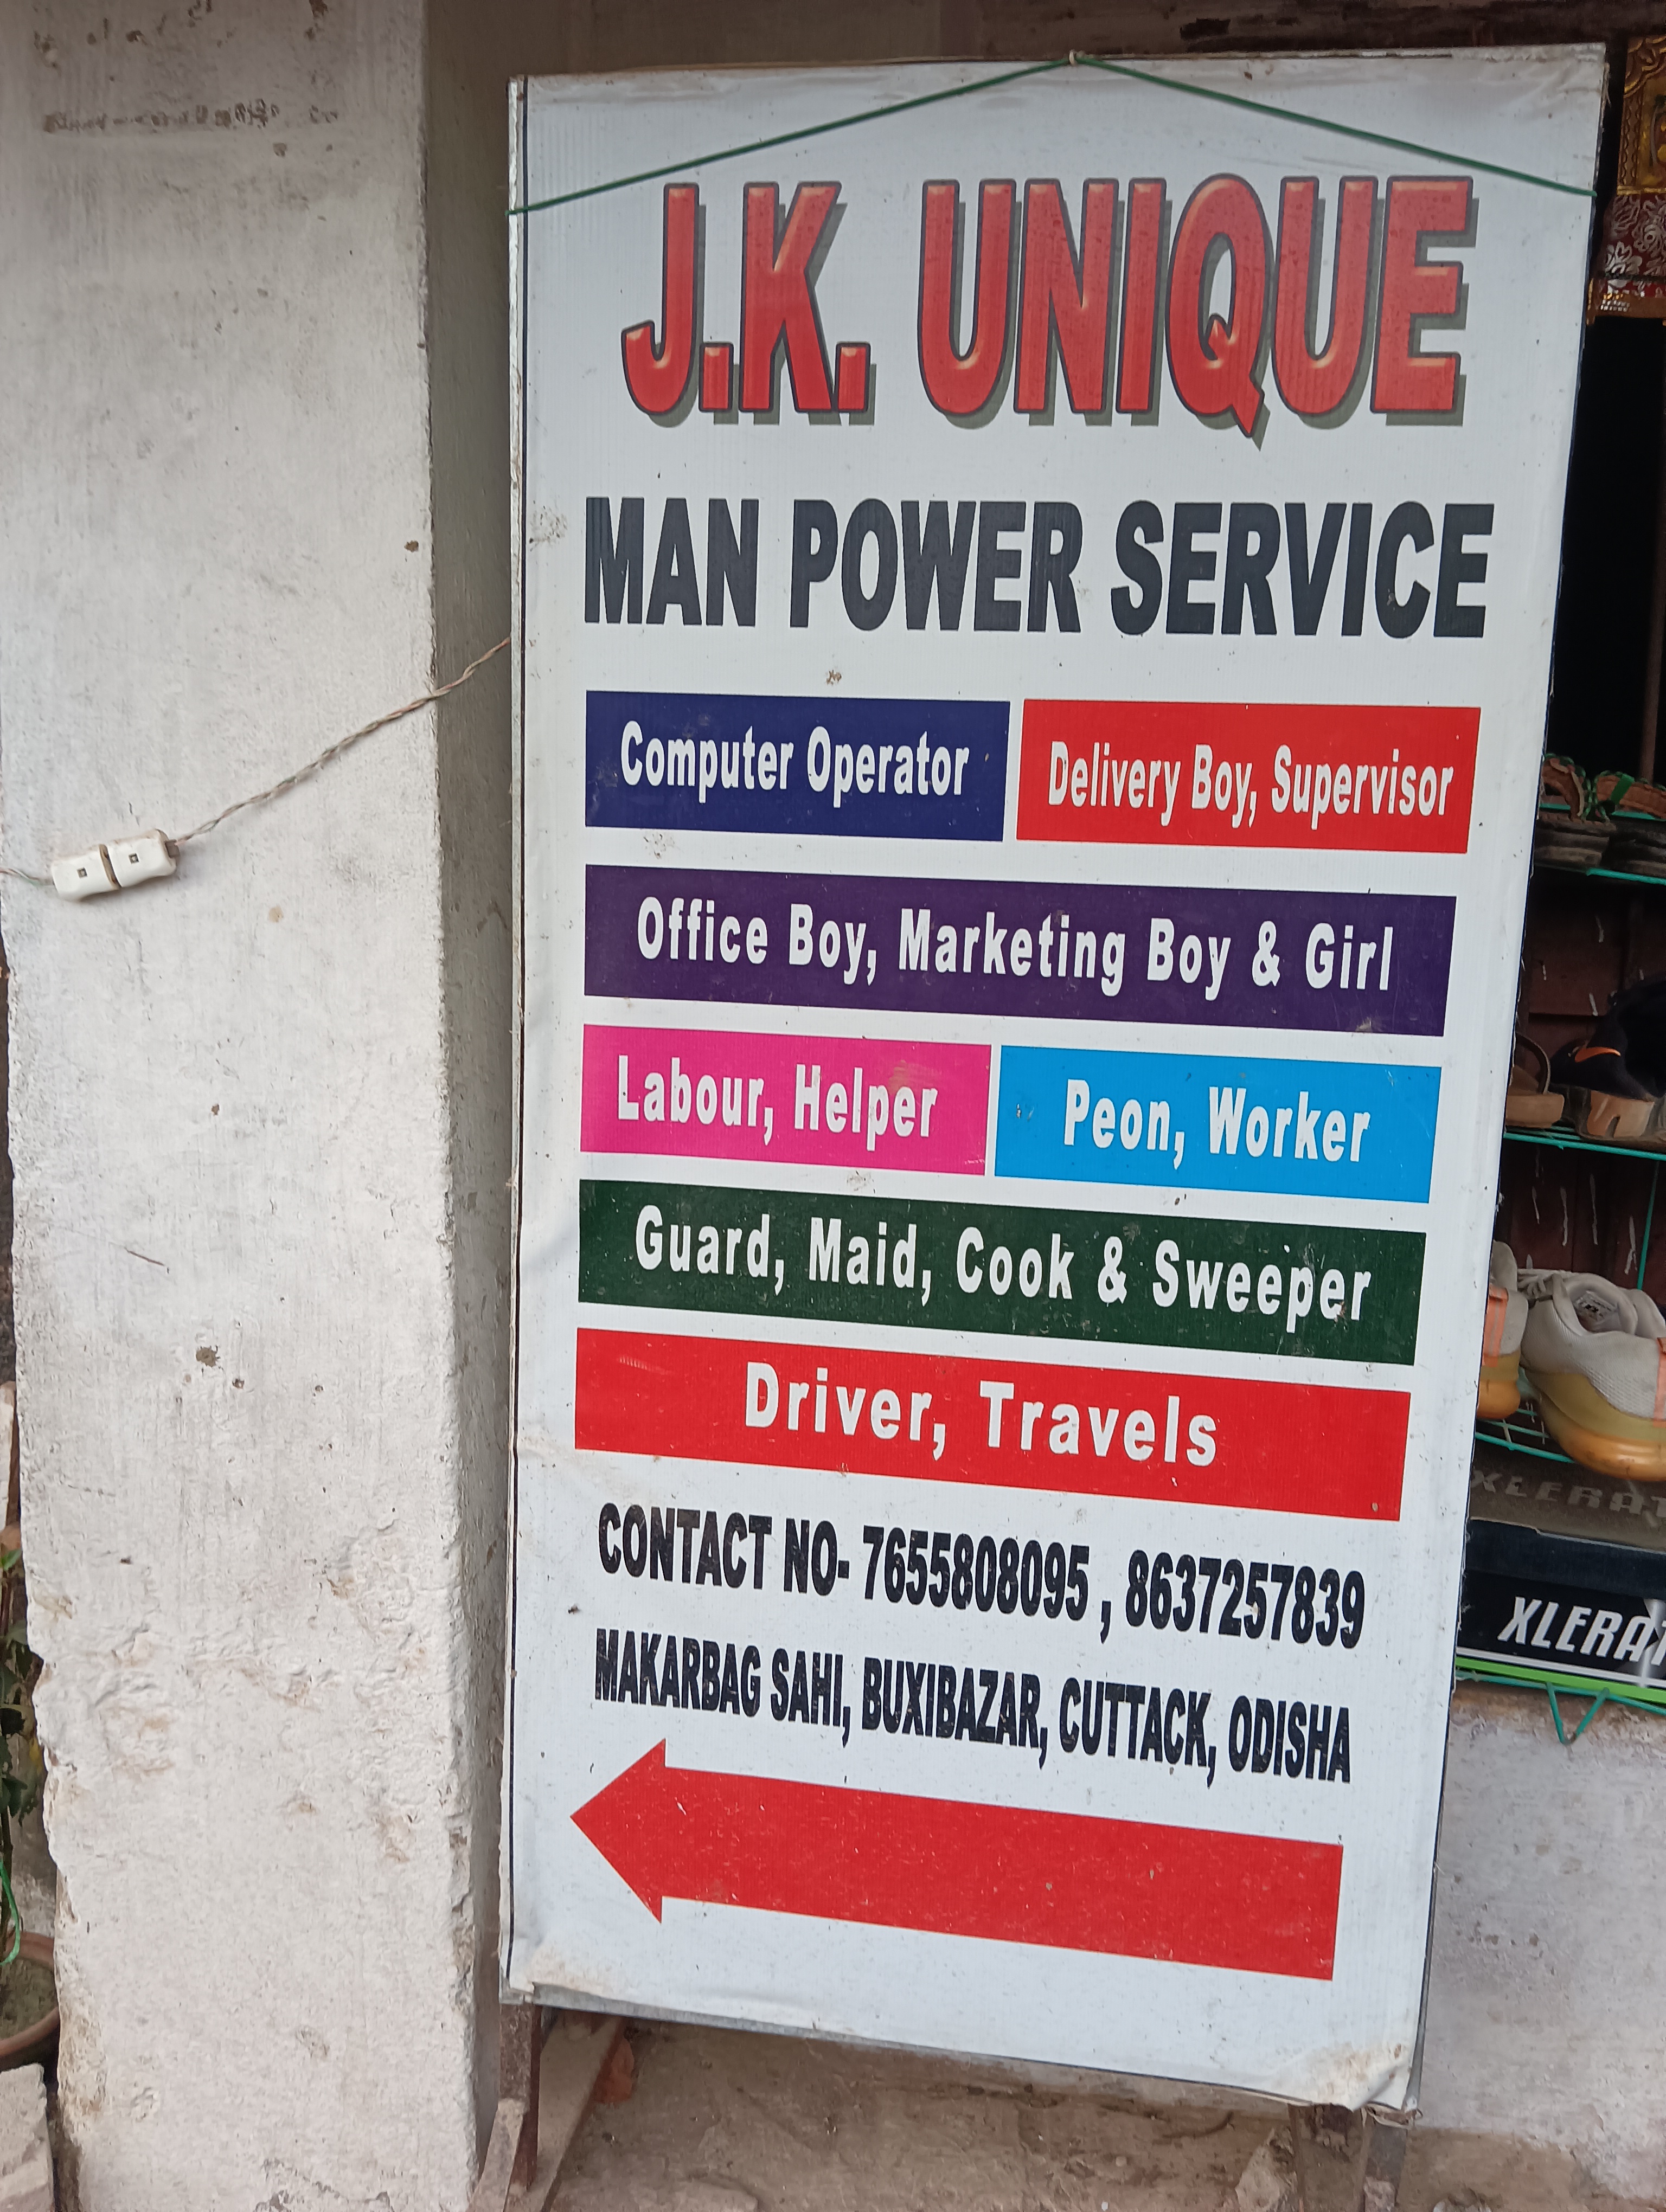 J.K. UNIQUE
MAN POWER SERVICE
Computer Operator
Delivery Boy, Supervisor
Office Boy, Marketing Boy & Girl
Labour, Helper
Peon, Worker
Guard, Maid, Cook & Sweeper
Driver, Travels
CONTACT NO- 7655808095 , 8637257839
MAKARBAG SAHI, BUXIBAZAR, CUTTACK, ODISHA
XLERAT
XLERAT